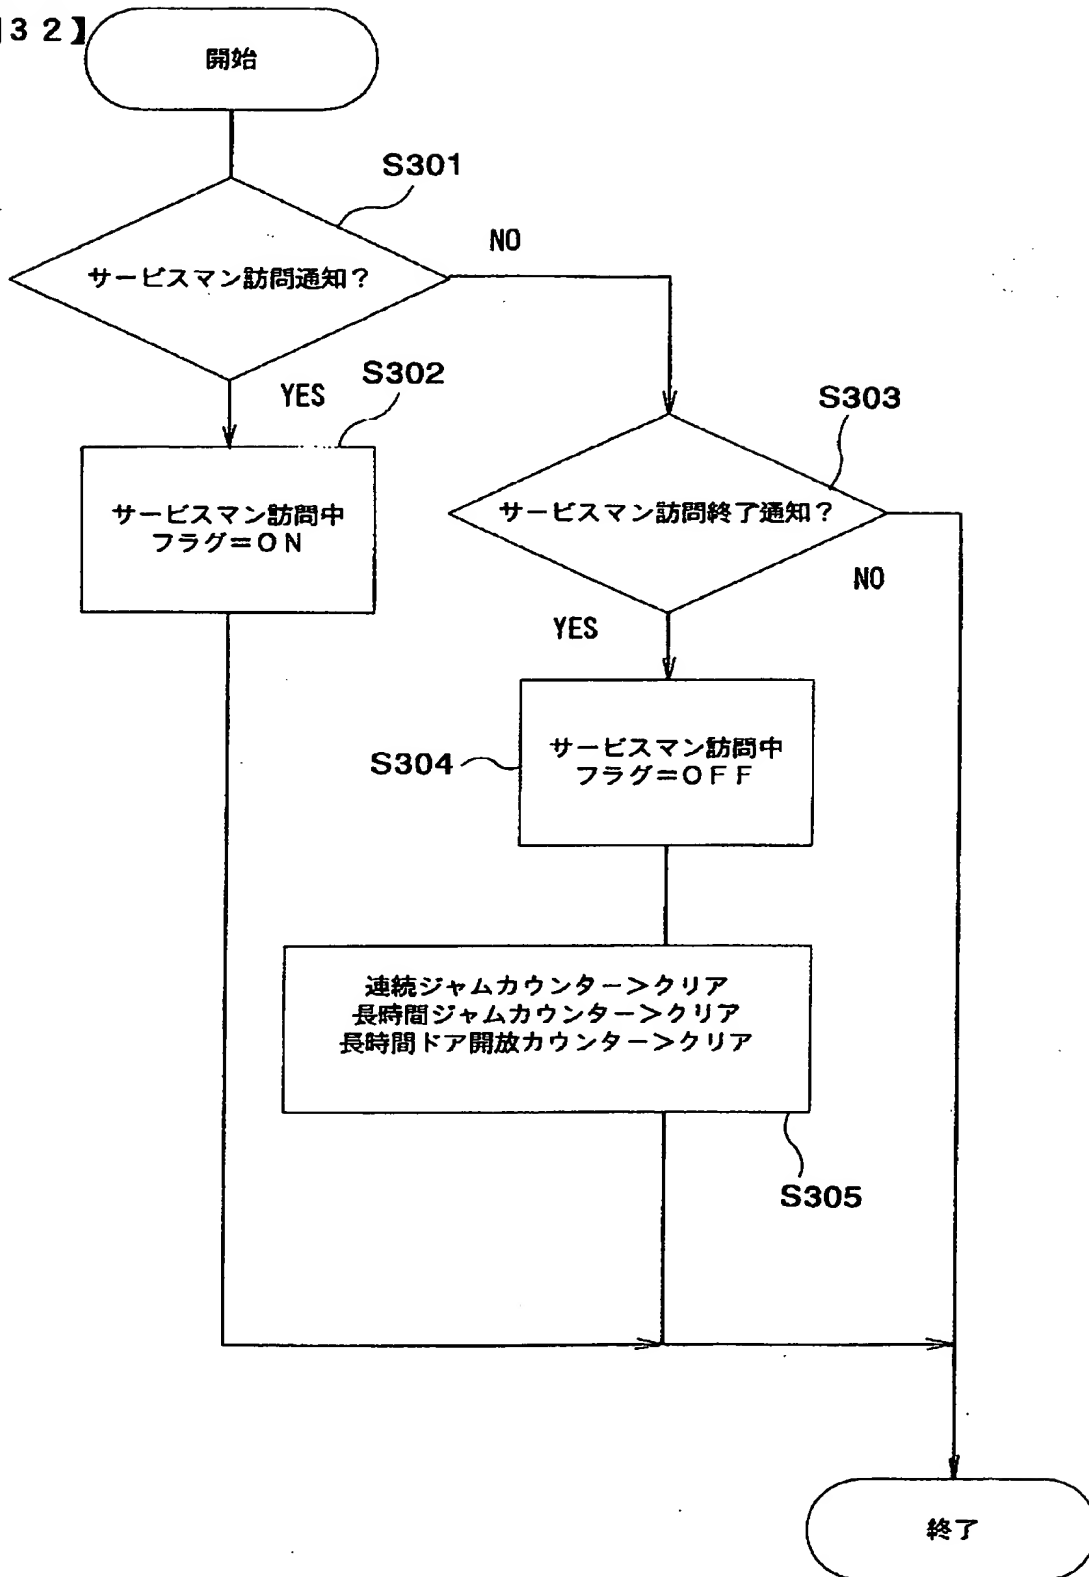 32】
開始
S301
NO
サービスマン訪問通知?
S302
YES
S303
サービスマン訪問中
フラグ=ON
サービスマン訪問終了通知?
NO
YES
S304
サービスマン訪問中
フラグ=OFF
連続ジャムカウンター>クリア
長時間ジャムカウンター>クリア
長時間ドア開放カウンター>クリア
S305
終了